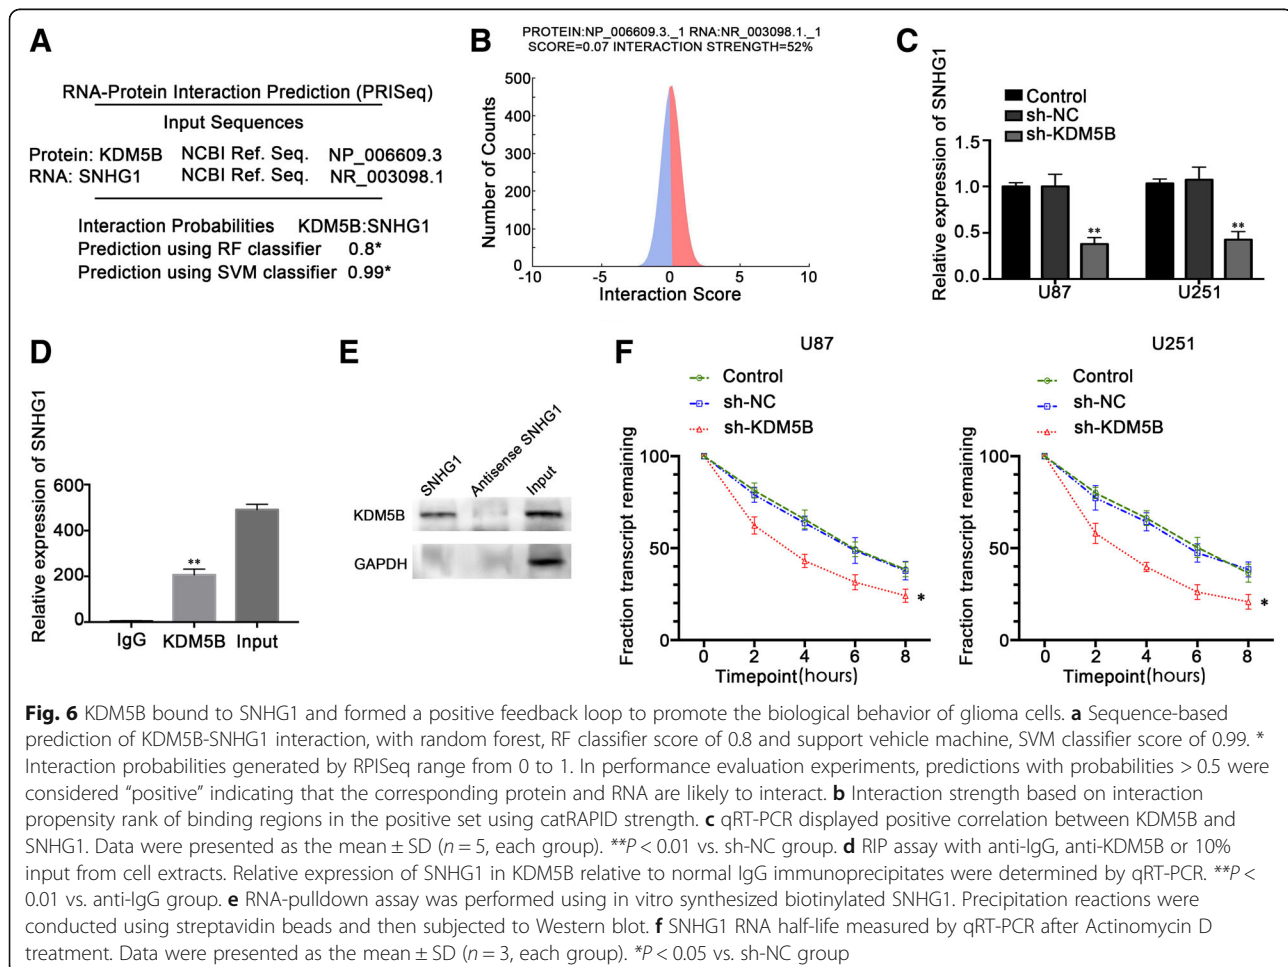 A
RNA-Protein Interaction Prediction (PRISeq)
Input Sequences
Protein: KDM5B NCBI Ref. Seq. NP_006609.3
RNA: SNHG1 NCBI Ref. Seq. NR_003098.1
Interaction Probabilities KDM5B:SNHG1
Prediction using RF classifier 0.8*
Prediction using SVM classifier 0.99*
B
PROTEIN:NP_006609.3._1 RNA:NR_003098.1._1
SCORE=0.07 INTERACTION STRENGTH=52%
Number of Counts
500
400
300
200
100
0
-10 -5 0 5 10
Interaction Score
C
Relative expression of SNHG1
Control
sh-NC
sh-KDM5B
1.5
1.0
0.5
0.0
** **
U87 U251
D
Relative expression of SNHG1
600
400
200
0
**
IgG KDM5B Input
E
SNHG1 Antisense SNHG1 Input
KDM5B
GAPDH
F
U87
Control
sh-NC
sh-KDM5B
Fraction transcript remaining
100
50
0
*
0 2 4 6 8
Timepoint(hours)
U251
Control
sh-NC
sh-KDM5B
Fraction transcript remaining
100
50
0
*
0 2 4 6 8
Timepoint(hours)
Fig. 6 KDM5B bound to SNHG1 and formed a positive feedback loop to promote the biological behavior of glioma cells. a Sequence-based
prediction of KDM5B-SNHG1 interaction, with random forest, RF classifier score of 0.8 and support vehicle machine, SVM classifier score of 0.99. *
Interaction probabilities generated by RPISeq range from 0 to 1. In performance evaluation experiments, predictions with probabilities > 0.5 were
considered “positive” indicating that the corresponding protein and RNA are likely to interact. b Interaction strength based on interaction
propensity rank of binding regions in the positive set using catRAPID strength. c qRT-PCR displayed positive correlation between KDM5B and
SNHG1. Data were presented as the mean ± SD (n = 5, each group). **P < 0.01 vs. sh-NC group. d RIP assay with anti-IgG, anti-KDM5B or 10%
input from cell extracts. Relative expression of SNHG1 in KDM5B relative to normal IgG immunoprecipitates were determined by qRT-PCR. **P <
0.01 vs. anti-IgG group. e RNA-pulldown assay was performed using in vitro synthesized biotinylated SNHG1. Precipitation reactions were
conducted using streptavidin beads and then subjected to Western blot. f SNHG1 RNA half-life measured by qRT-PCR after Actinomycin D
treatment. Data were presented as the mean ± SD (n = 3, each group). *P < 0.05 vs. sh-NC group